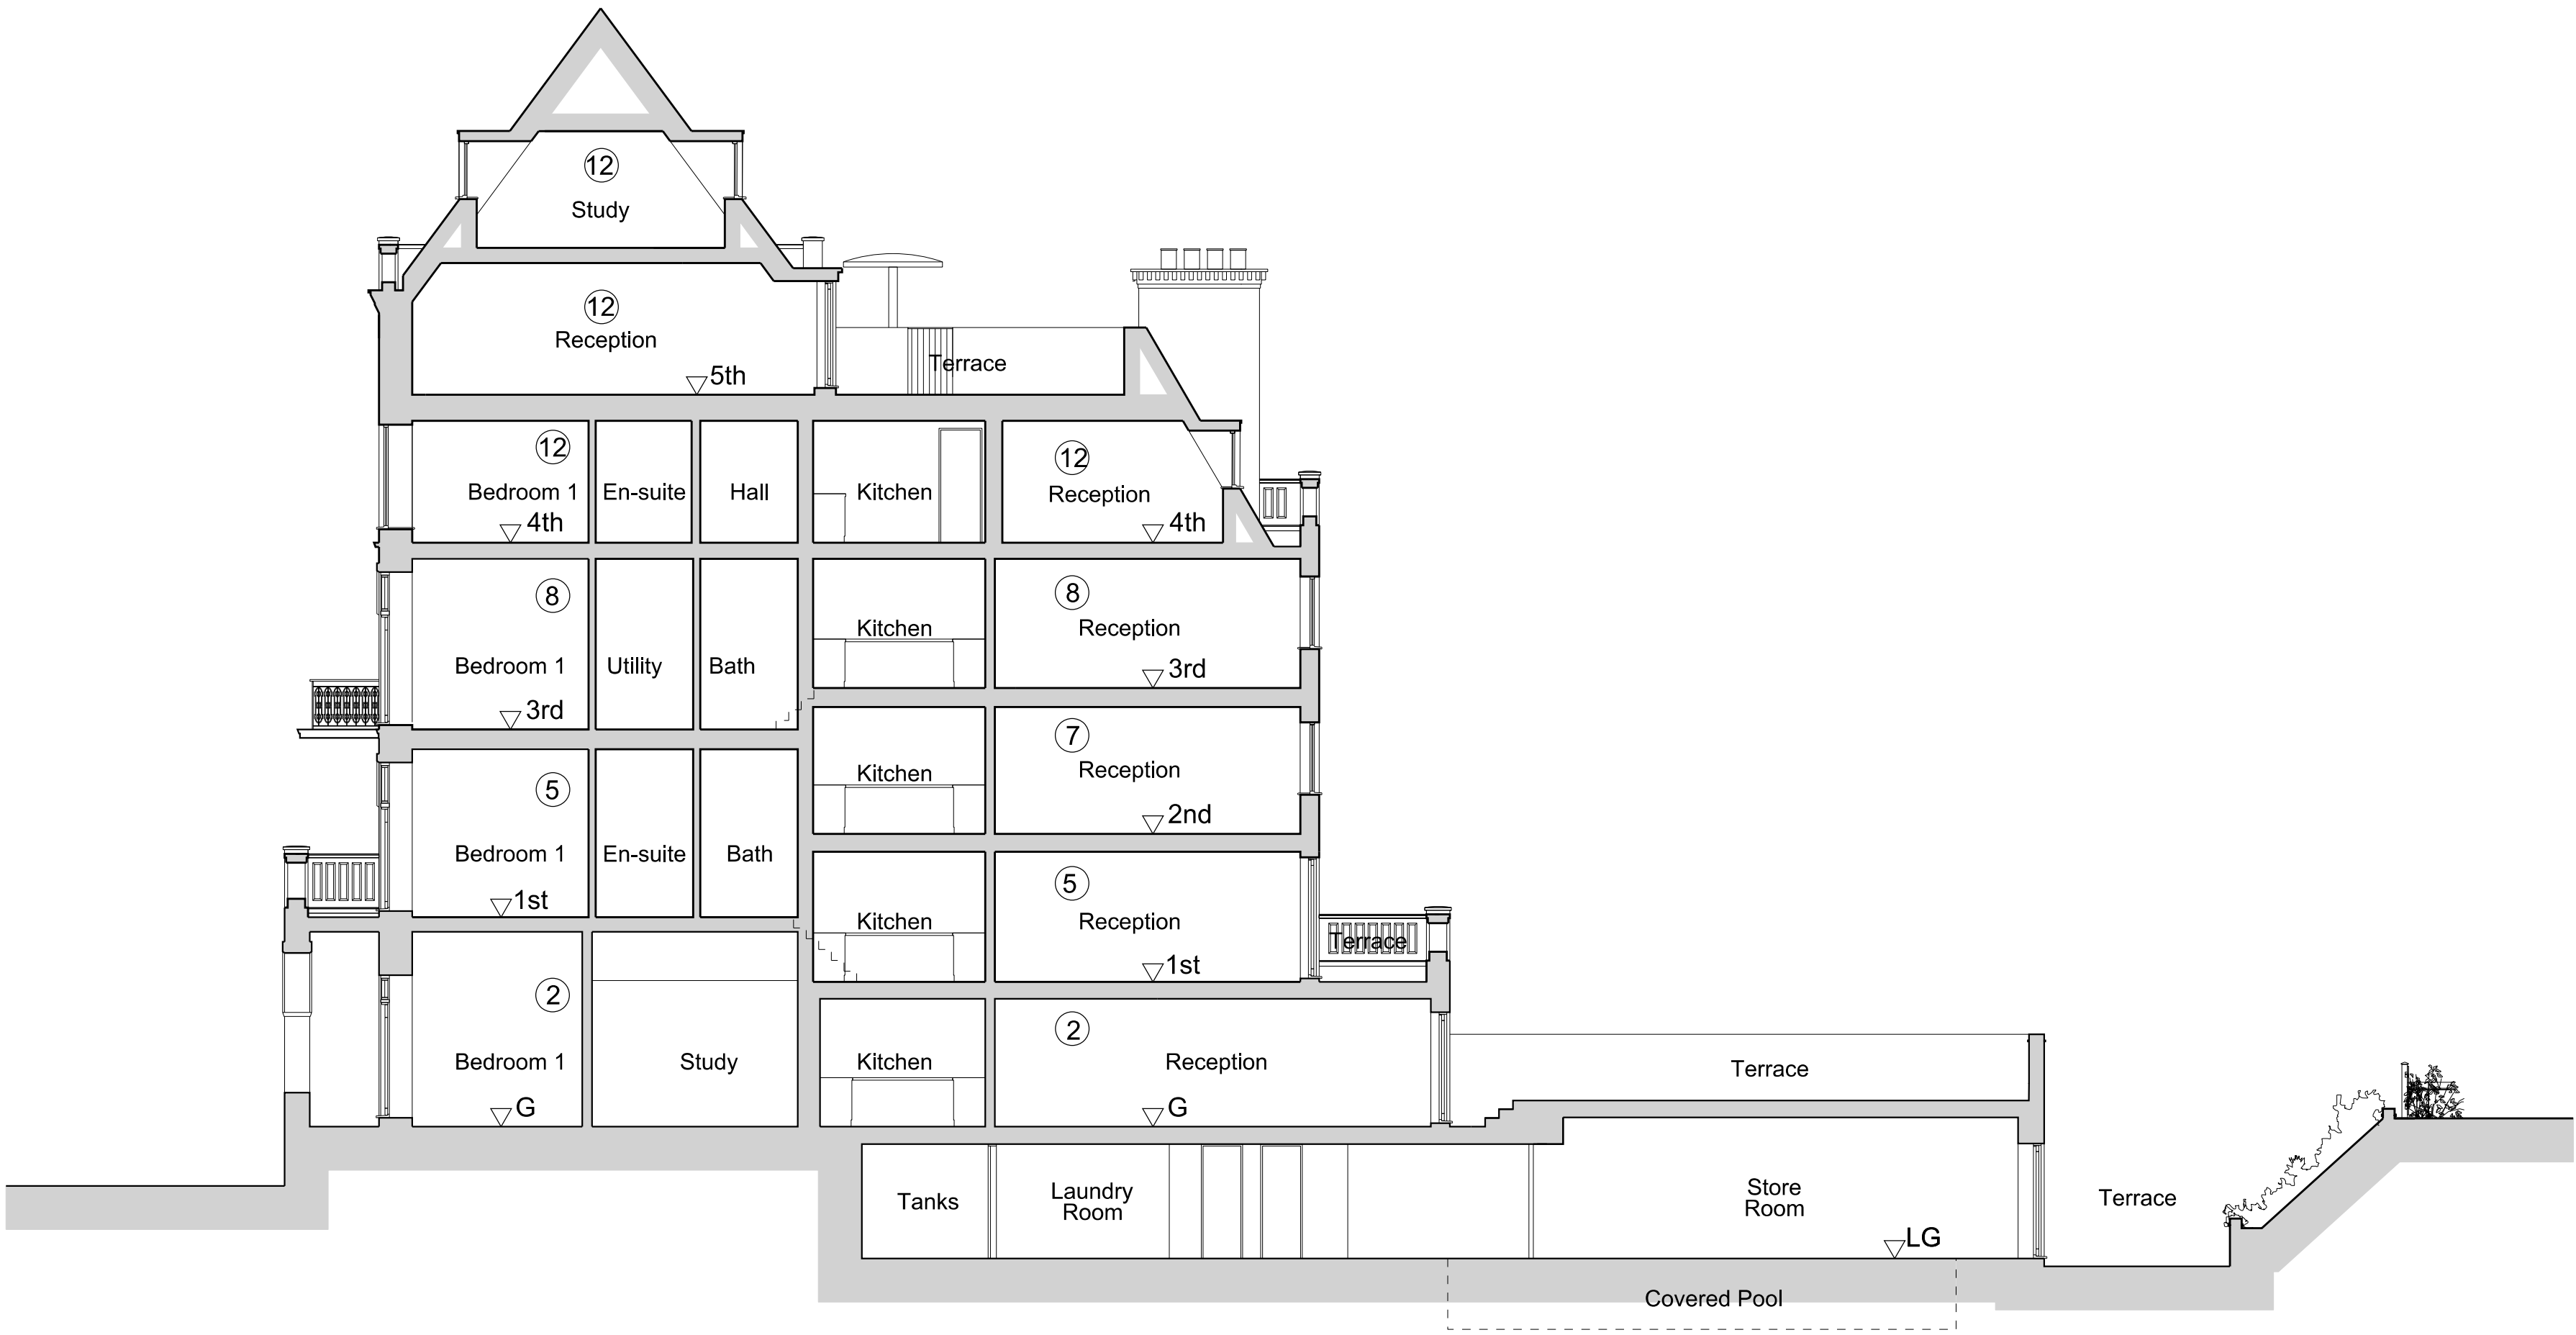 12
Study
12
Reception
5th
Terrace
12
Bedroom 1
4th
En-suite
Hall
Kitchen
12
Reception
4th
8
Bedroom 1
3rd
Utility
Bath
Kitchen
8
Reception
3rd
Kitchen
7
Reception
2nd
5
Bedroom 1
1st
En-suite
Bath
Kitchen
5
Reception
1st
Terrace
2
Bedroom 1
G
Study
Kitchen
2
Reception
G
Terrace
Tanks
Laundry
Room
Store
Room
LG
Terrace
Covered Pool